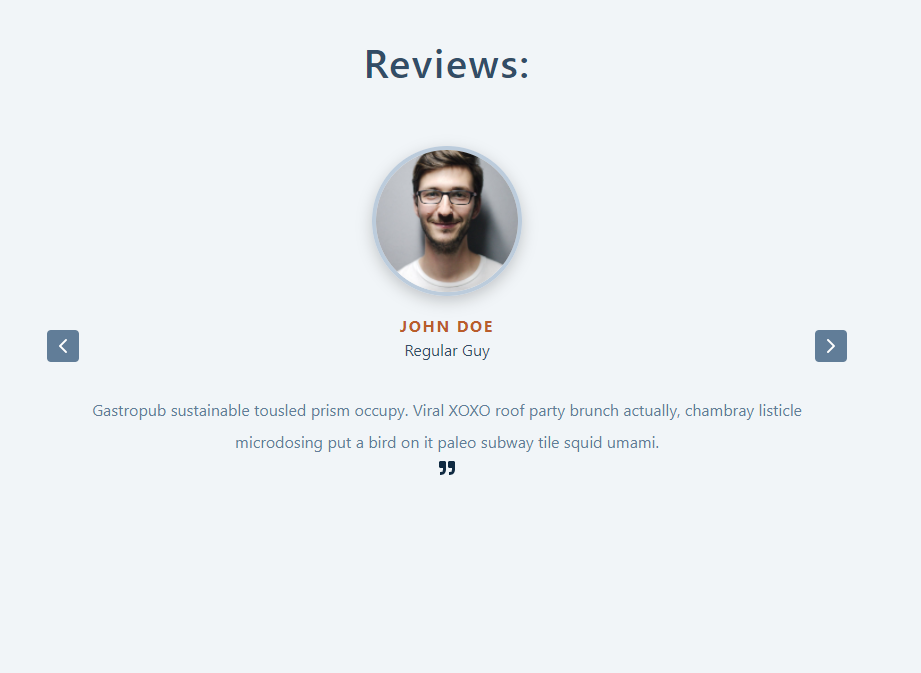 Reviews:
JOHN DOE
Regular Guy
Gastropub sustainable tousled prism occupy. Viral XOXO roof party brunch actually, chambray listicle
microdosing put a bird on it paleo subway tile squid umami.
”